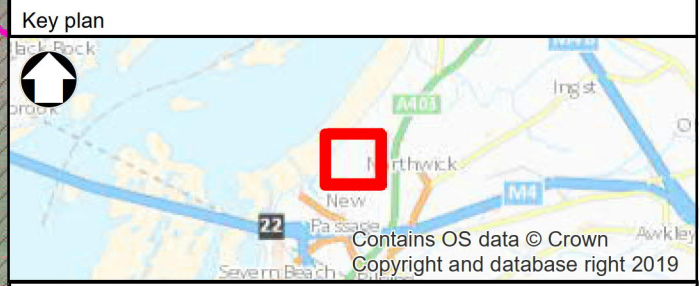 Key plan
Black Rock
M48
Ingst
A403
Northwick
New
M4
22
Passage
Contains OS data © Crown
Awkley
Severn Beach
Copyright and database right 2019